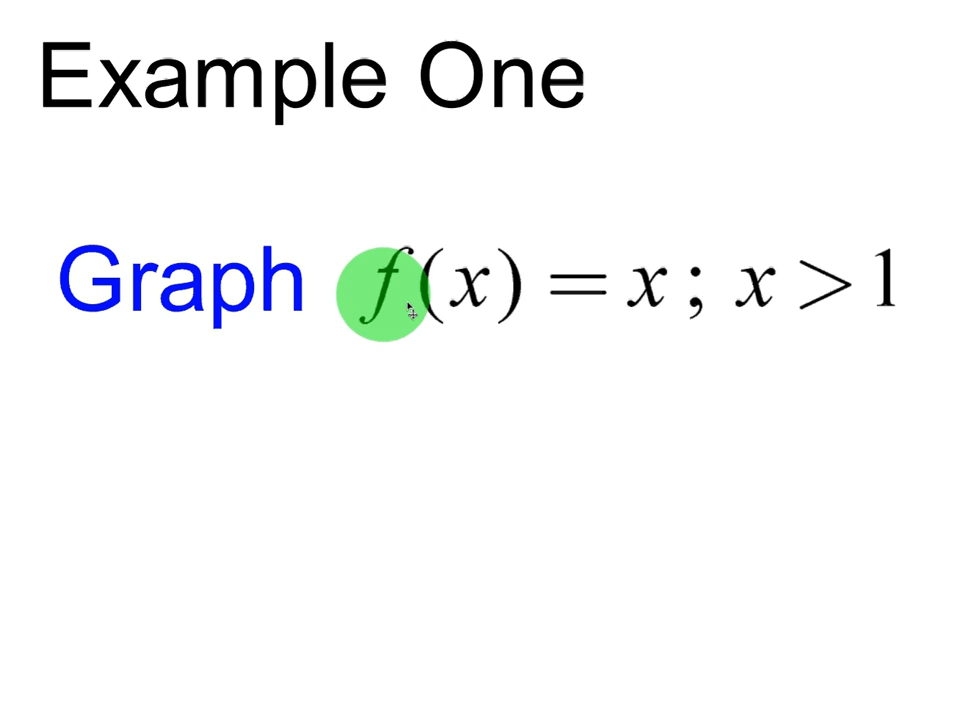 Example One
Graph f(x) = x ; x > 1